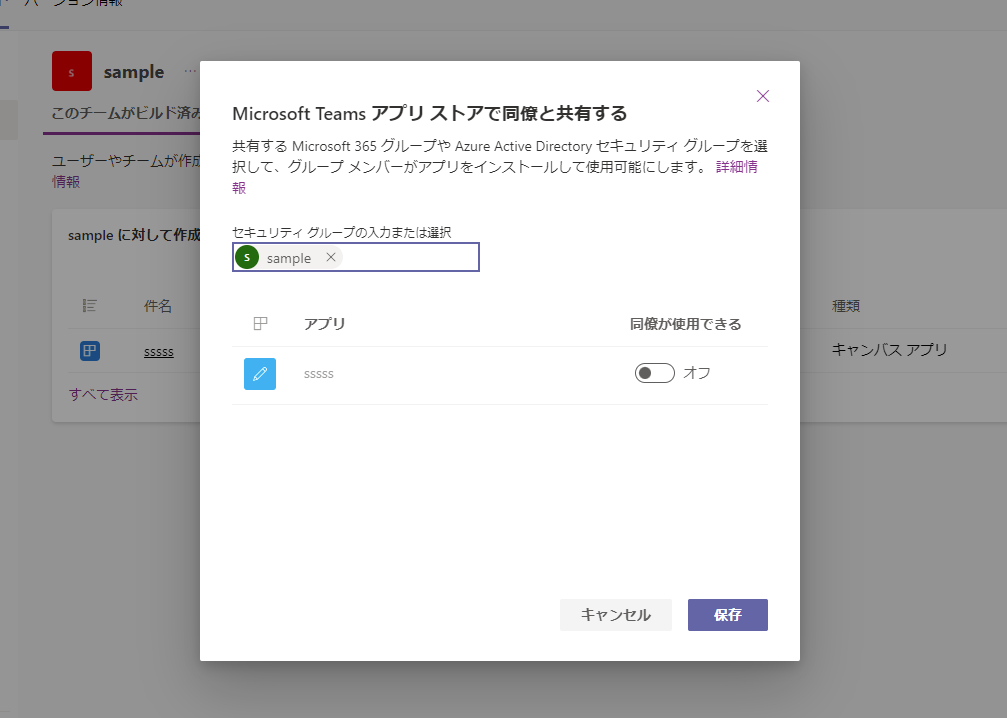 バージョン情報
s
sample
...
このチームがビルド済み
ユーザーやチームが作成
情報
sample に対して作成
件名
sssss
すべて表示
Microsoft Teams アプリ ストアで同僚と共有する
共有する Microsoft 365 グループや Azure Active Directory セキュリティ グループを選
択して、グループ メンバーがアプリをインストールして使用可能にします。 詳細情
報
セキュリティ グループの入力または選択
s sample
アプリ
同僚が使用できる
sssss
オフ
キャンセル
保存
種類
キャンバス アプリ